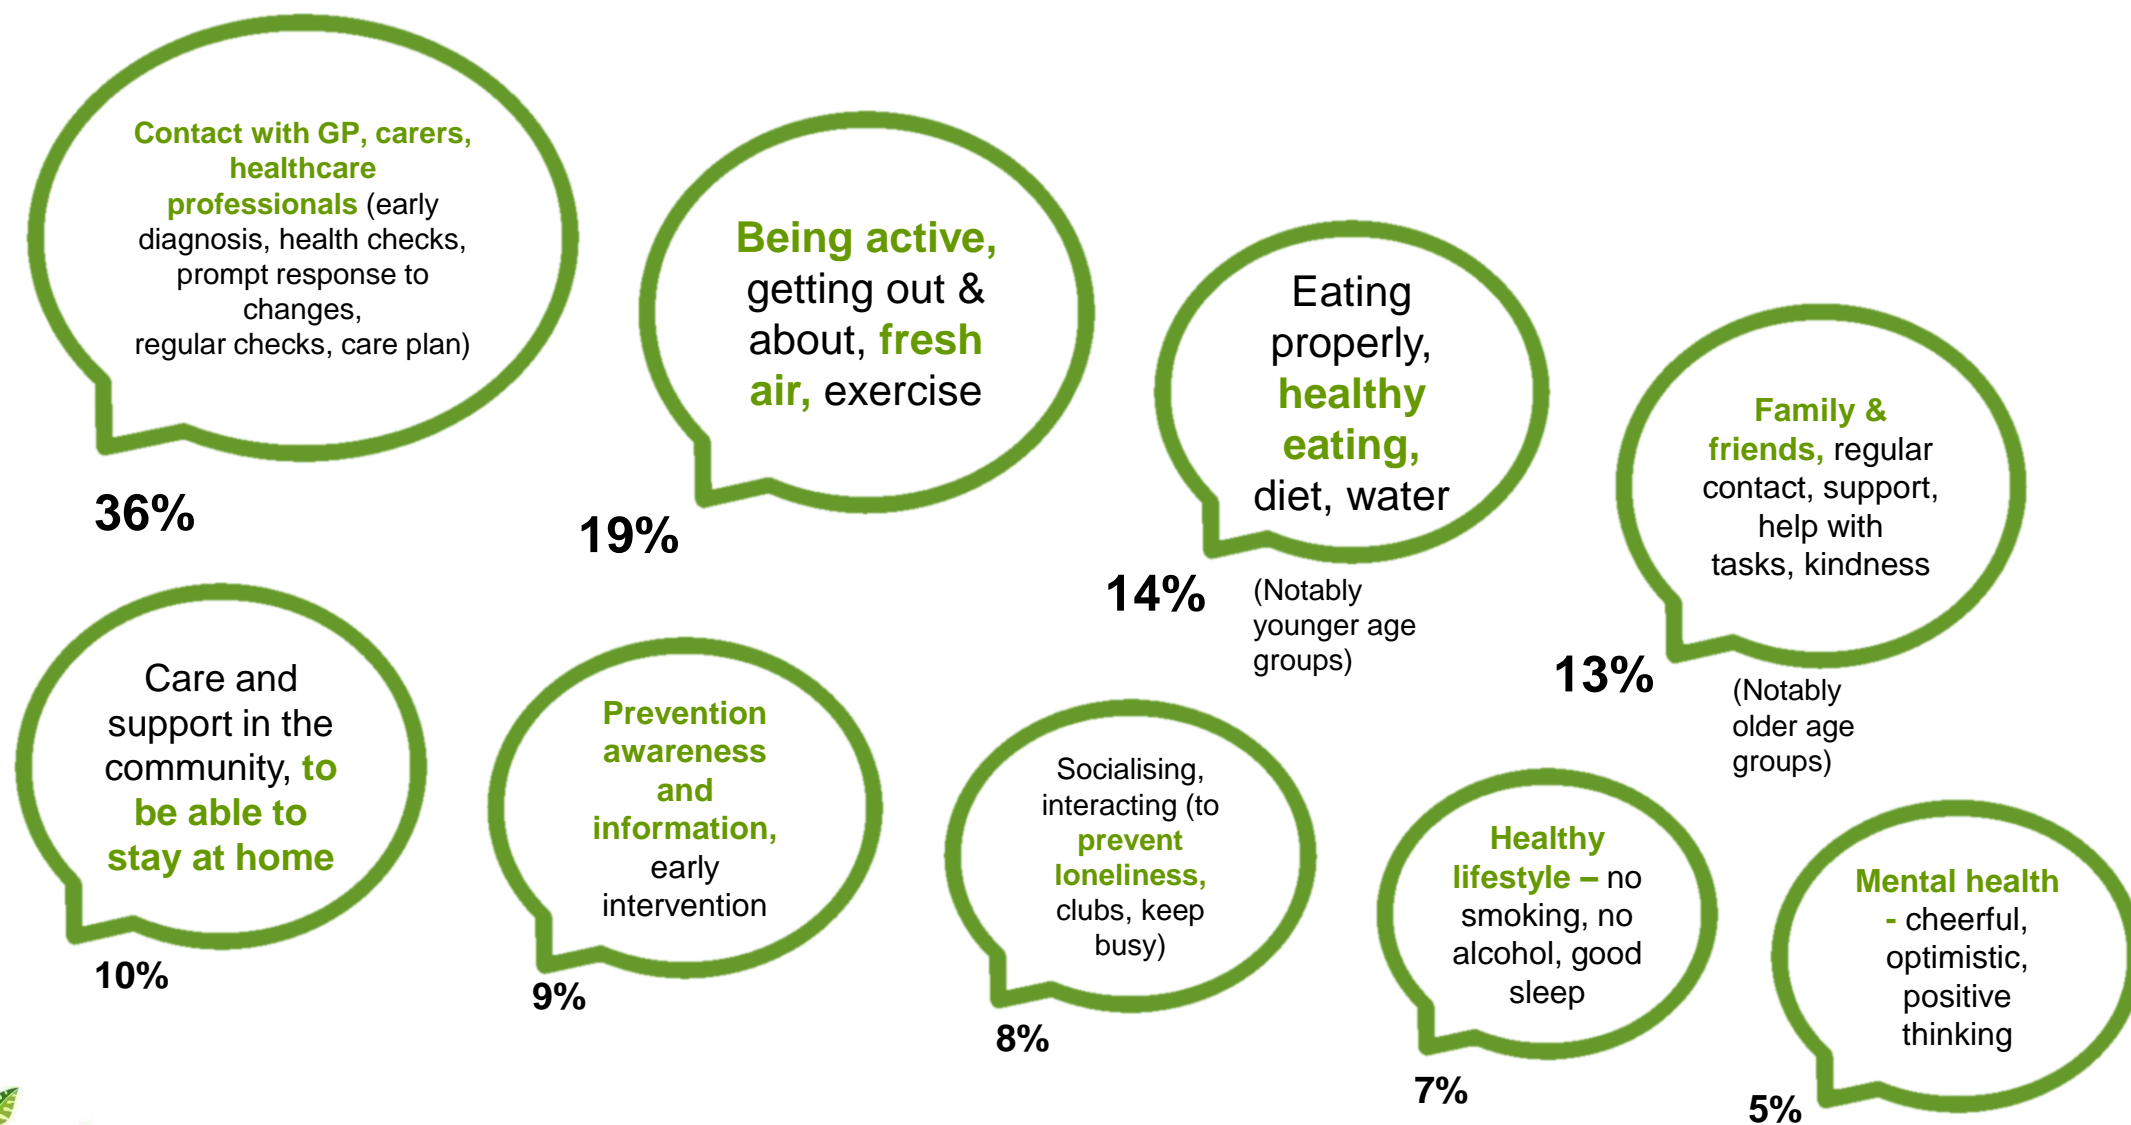 Contact with GP, carers,
healthcare
professionals (early
diagnosis, health checks,
prompt response to
changes,
regular checks, care plan)
36%
Being active,
getting out &
about, fresh
air, exercise
19%
Eating
properly,
healthy
eating,
diet, water
14%
(Notably
younger age
groups)
Family &
friends, regular
contact, support,
help with
tasks, kindness
13%
(Notably
older age
groups)
Care and
support in the
community, to
be able to
stay at home
10%
Prevention
awareness
and
information,
early
intervention
9%
Socialising,
interacting (to
prevent
loneliness,
clubs, keep
busy)
8%
Healthy
lifestyle – no
smoking, no
alcohol, good
sleep
7%
Mental health
- cheerful,
optimistic,
positive
thinking
5%